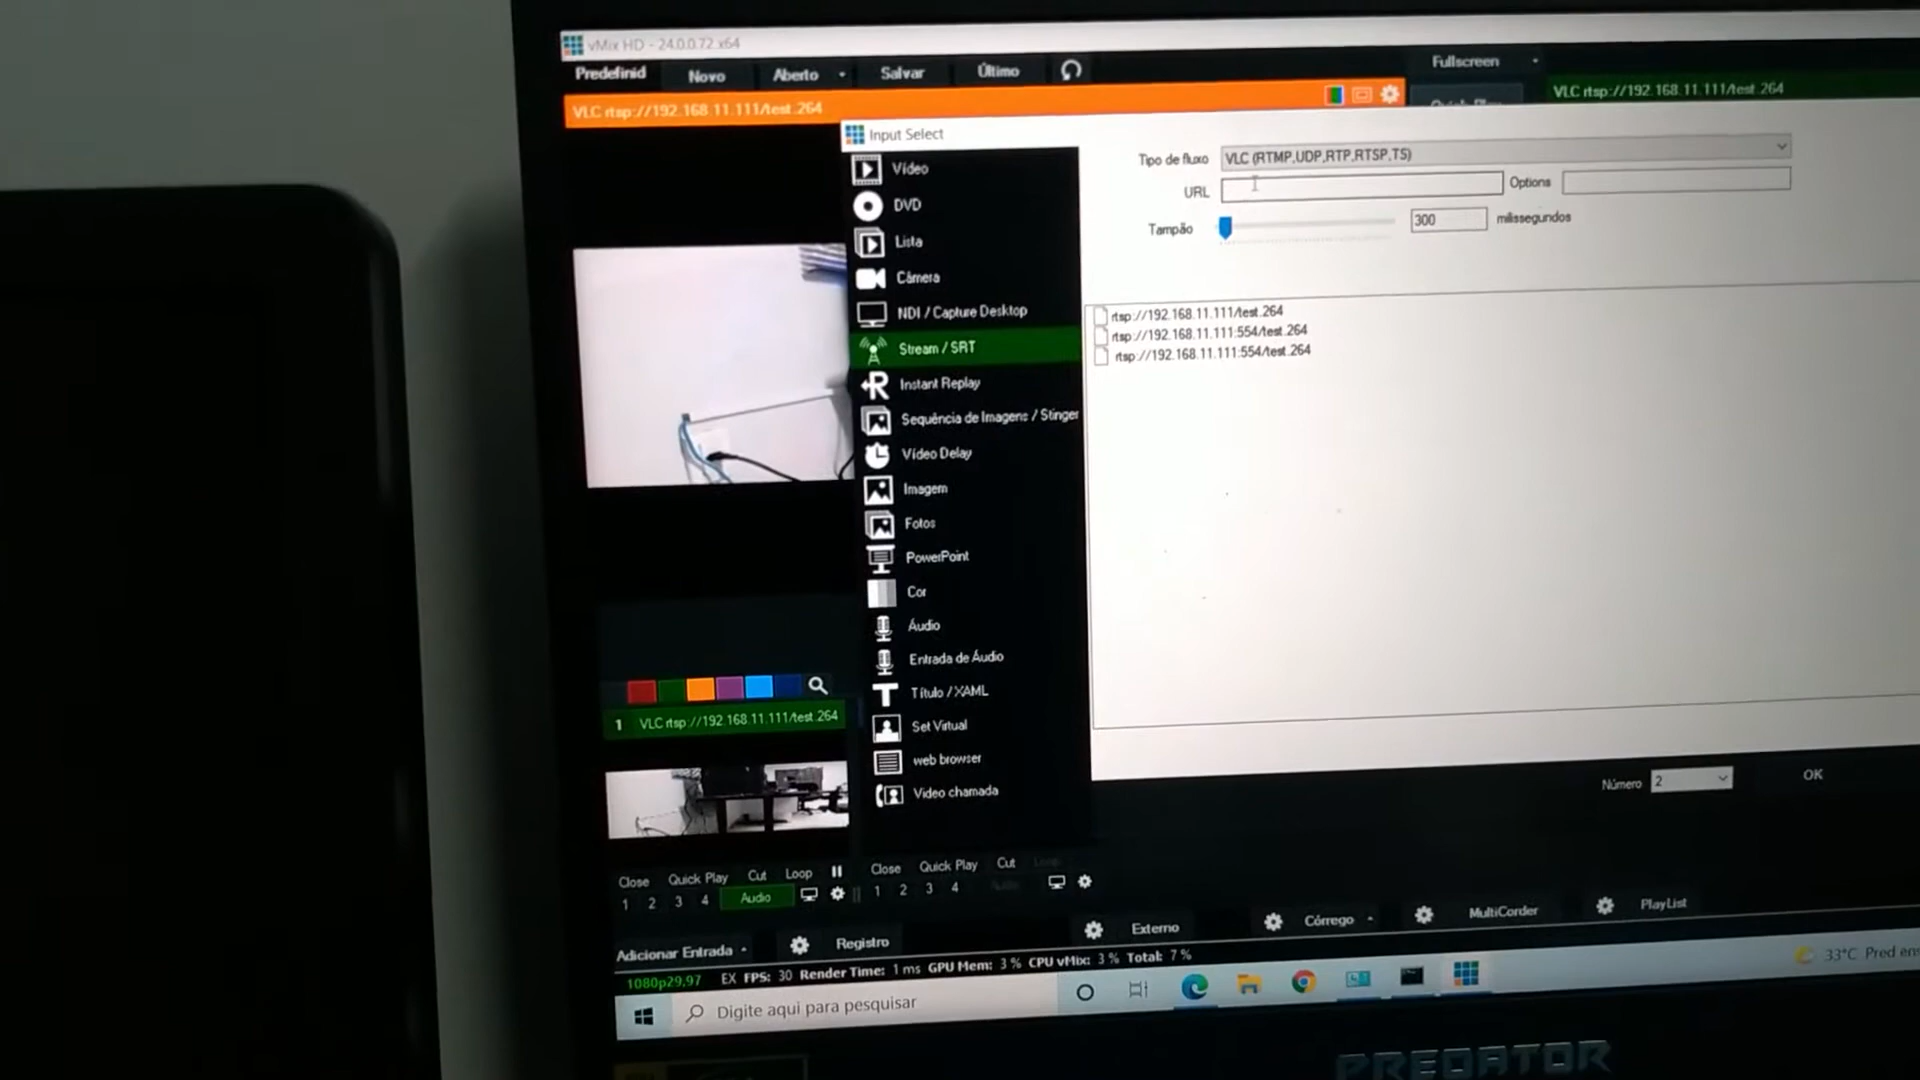 vMix HD - 24.0.0.72 x64
Predefinid Novo Aberto Salvar Último
Fullscreen
VLC rtsp://192.168.11.111/test.264
VLC rtsp://192.168.11.111/test.264
Input Select
Vídeo
DVD
Lista
Câmera
NDI / Capture Desktop
Stream / SRT
Instant Replay
Sequência de Imagens / Stinger
Vídeo Delay
Imagem
Fotos
PowerPoint
Cor
Áudio
Entrada de Áudio
Título / XAML
Set Virtual
web browser
Video chamada
Tipo de fluxo VLC (RTMP,UDP,RTP,RTSP,TS)
URL Options
Tampão 300 milissegundos
rtsp://192.168.11.111/test.264
rtsp://192.168.11.111:554/test.264
rtsp://192.168.11.111:554/test.264
Número 2 OK
1 VLC rtsp://192.168.11.111/test.264
Close Quick Play Cut Loop Close Quick Play Cut
1 2 3 4 Audio 1 2 3 4
Adicionar Entrada Registro Externo Córrego MultiCorder PlayList
1080p29,97 EX FPS: 30 Render Time: 1 ms GPU Mem: 3 % CPU vMix: 3 % Total: 7 %
Digite aqui para pesquisar
33°C Pred
PREDATOR